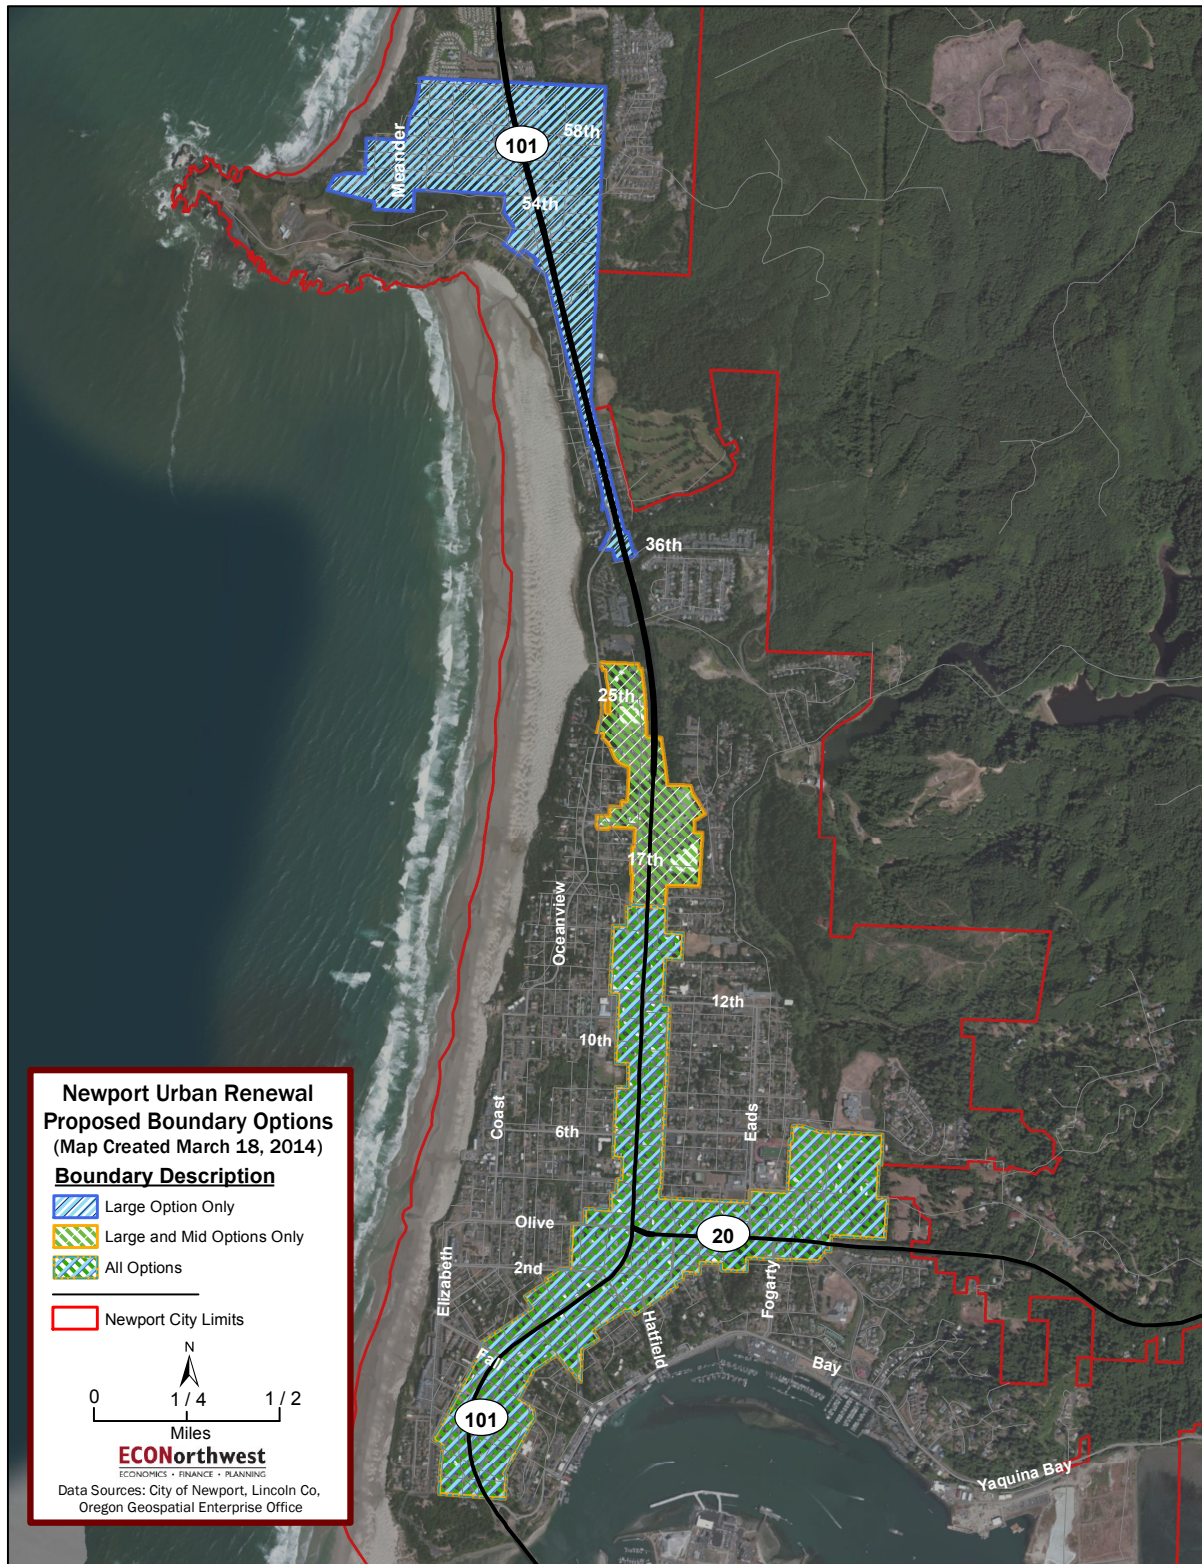 58th
101
Meander
54th
36th
25th
17th
Oceanview
12th
10th
Coast
6th
Eads
Olive
20
2nd
Elizabeth
Fogarty
Hatfield
Fall
Bay
101
Yaquina Bay
Newport Urban Renewal
Proposed Boundary Options
(Map Created March 18, 2014)
Boundary Description
Large Option Only
Large and Mid Options Only
All Options
Newport City Limits
N
0 1 / 4 1 / 2
Miles
ECONorthwest
ECONOMICS • FINANCE • PLANNING
Data Sources: City of Newport, Lincoln Co,
Oregon Geospatial Enterprise Office